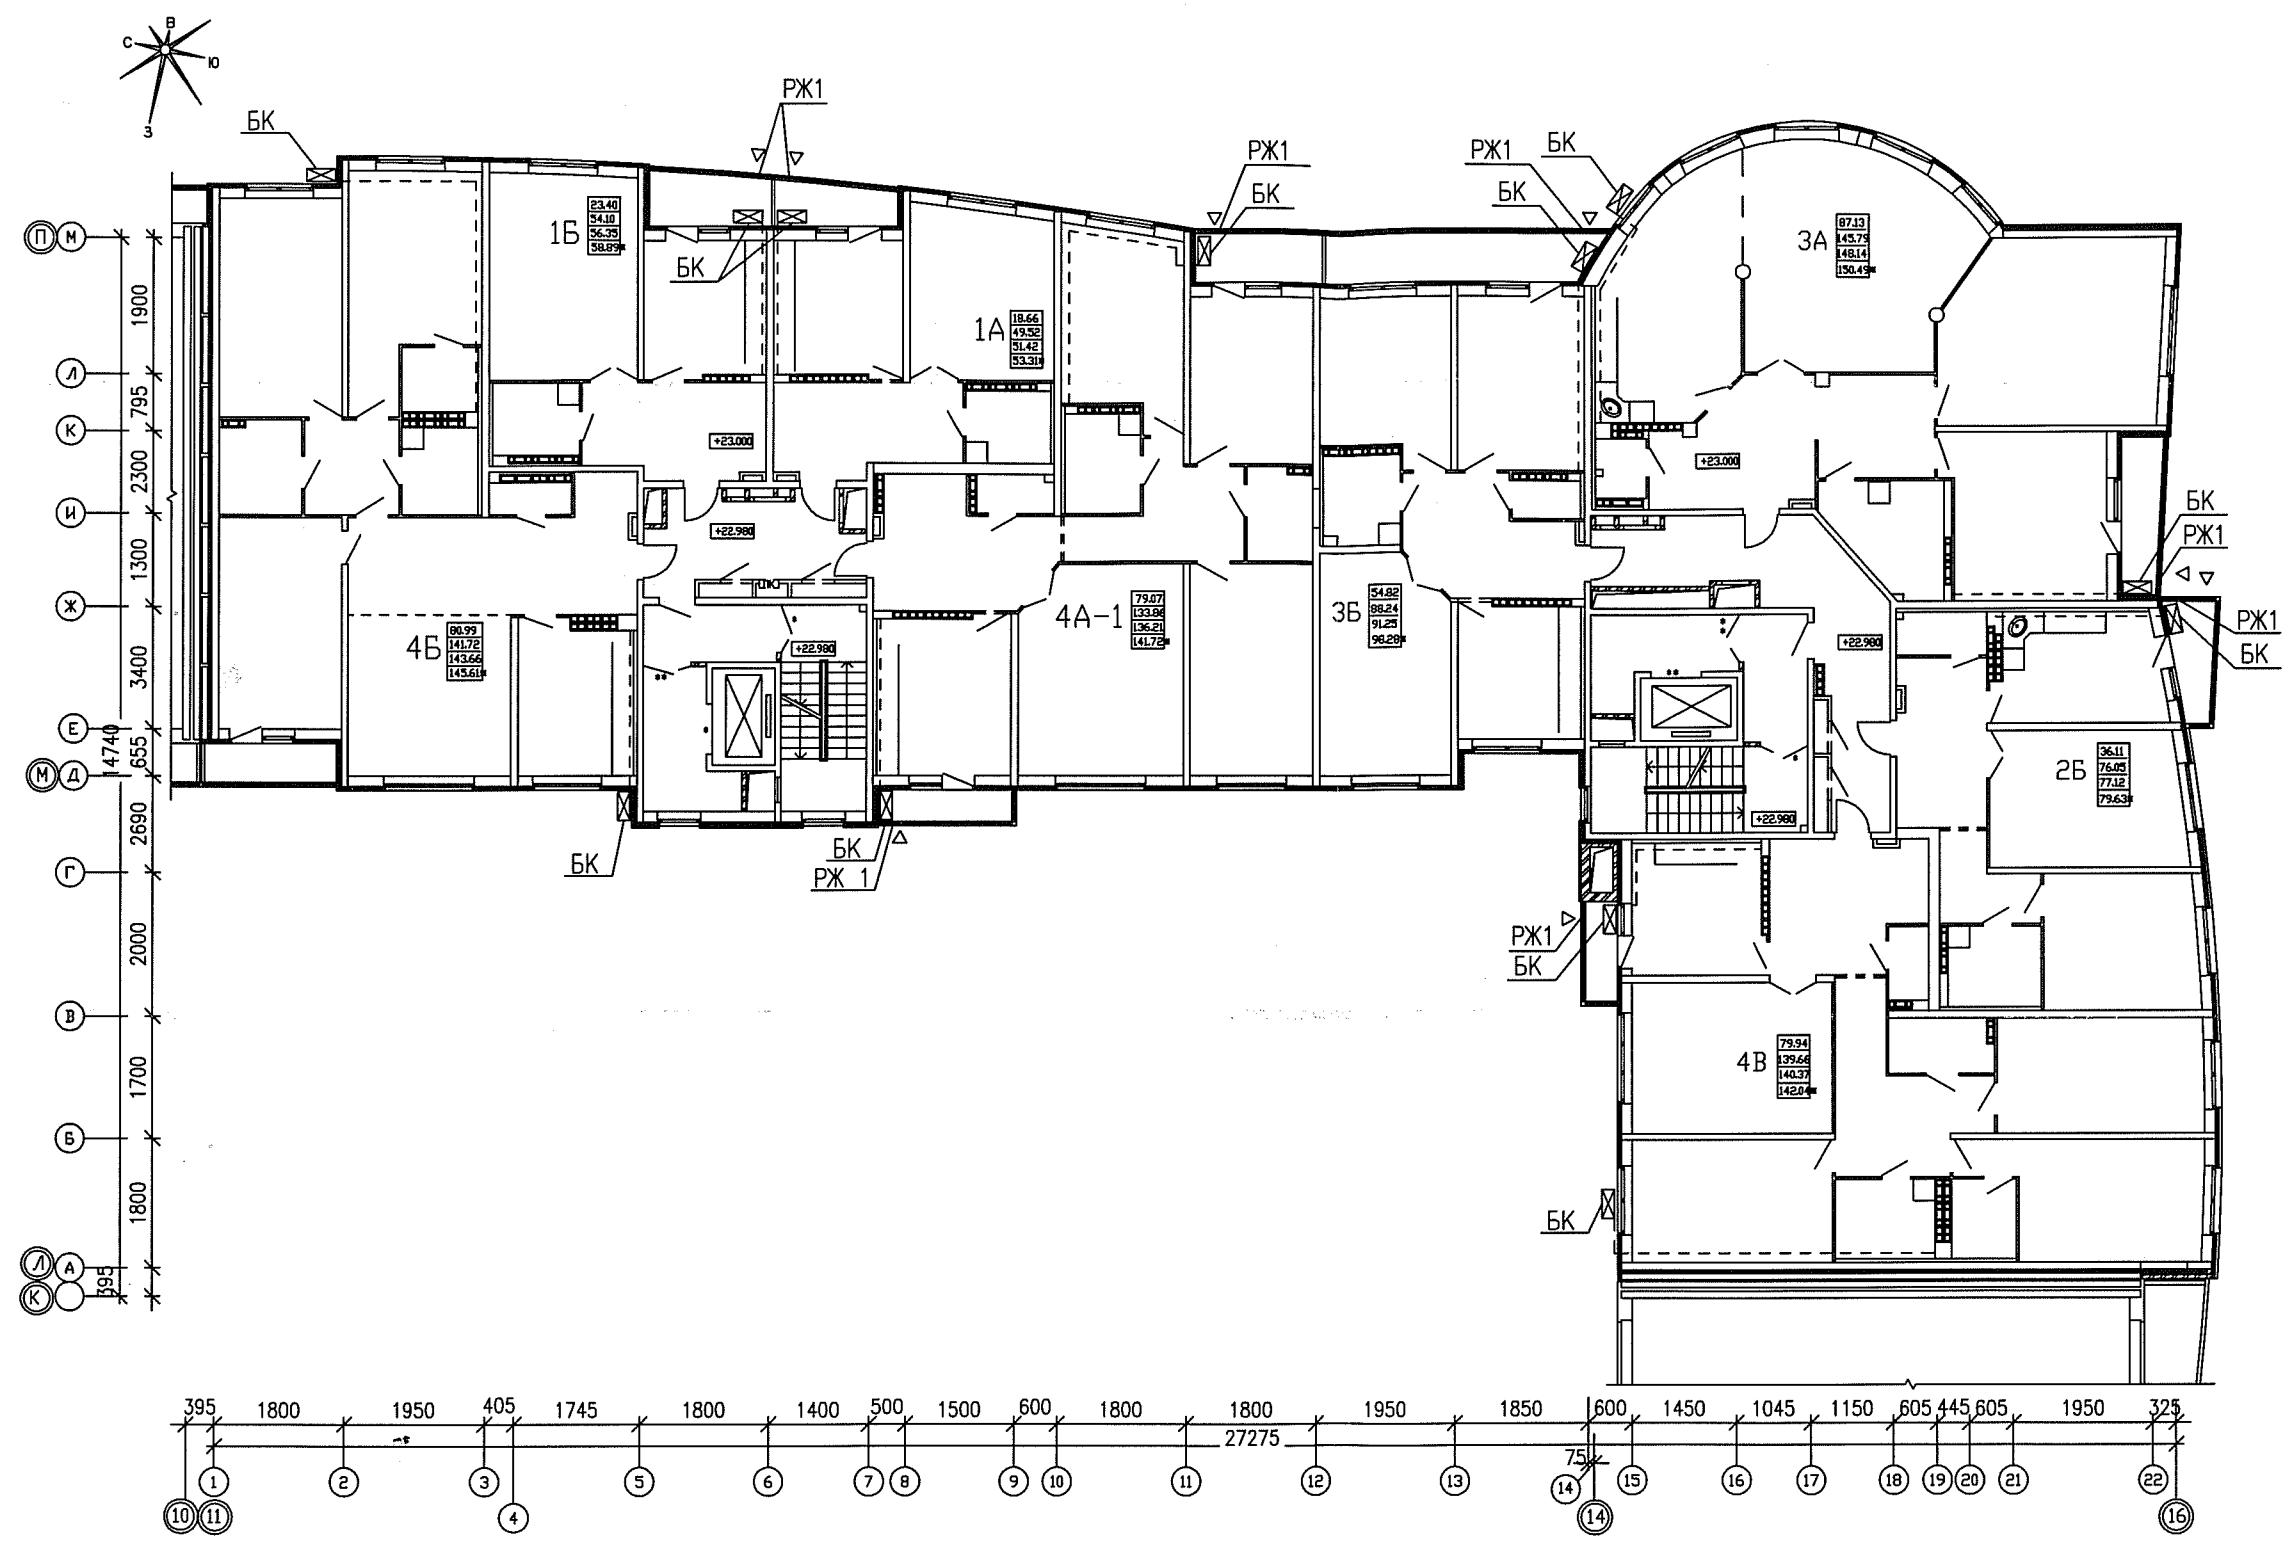 В
С
Ю
З
БК
РЖ1
РЖ1
БК
РЖ1
БК
БК
1Б
23.40
54.10
56.35
58.89*
БК
1А
18.66
49.52
51.42
53.31*
3А
87.13
145.79
148.14
150.49*
+23.000
+23.000
+22.980
ПК
БК
РЖ1
4Б
80.99
141.72
143.66
145.61*
4А-1
79.07
133.86
136.21
141.72*
3Б
54.82
88.24
91.25
98.28*
*
+22.980
**
*
**
**
+22.980
РЖ1
БК
2Б
36.11
76.05
77.12
79.63*
*
+22.980
БК
БК
РЖ 1
РЖ1
БК
4В
79.94
139.66
140.37
142.04*
БК
П М
Л
К
И
Ж
Е
М Д
Г
В
Б
Л А
К
1900
795
2300
1300
3400
655
14740
2690
2000
1700
1800
395
395 1800 1950 405 1745 1800 1400 500 1500 600 1800 1800 1950 1850 600 1450 1045 1150 605 445 605 1950 325
27275
75
1 2 3 5 6 7 8 9 10 11 12 13 14 15 16 17 18 19 20 21 22
10 11 4 14 16